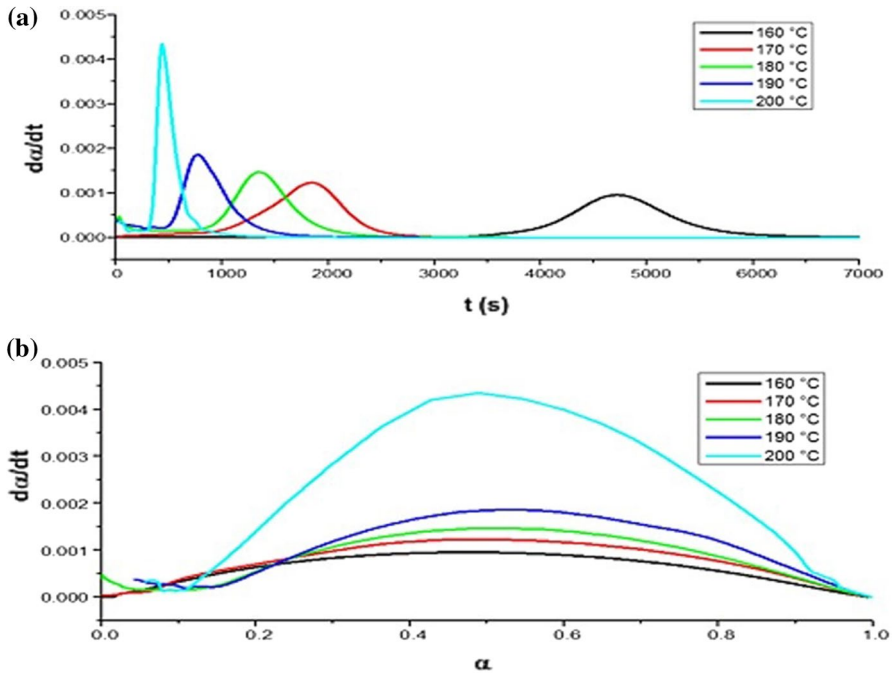 (a)
0.005
0.004
0.003
0.002
0.001
0.000
dα/dt
160 °C
170 °C
180 °C
190 °C
200 °C
0
1000
2000
3000
4000
5000
6000
7000
t (s)
(b)
0.005
0.004
0.003
0.002
0.001
0.000
dα/dt
160 °C
170 °C
180 °C
190 °C
200 °C
0.0
0.2
0.4
0.6
0.8
1.0
α